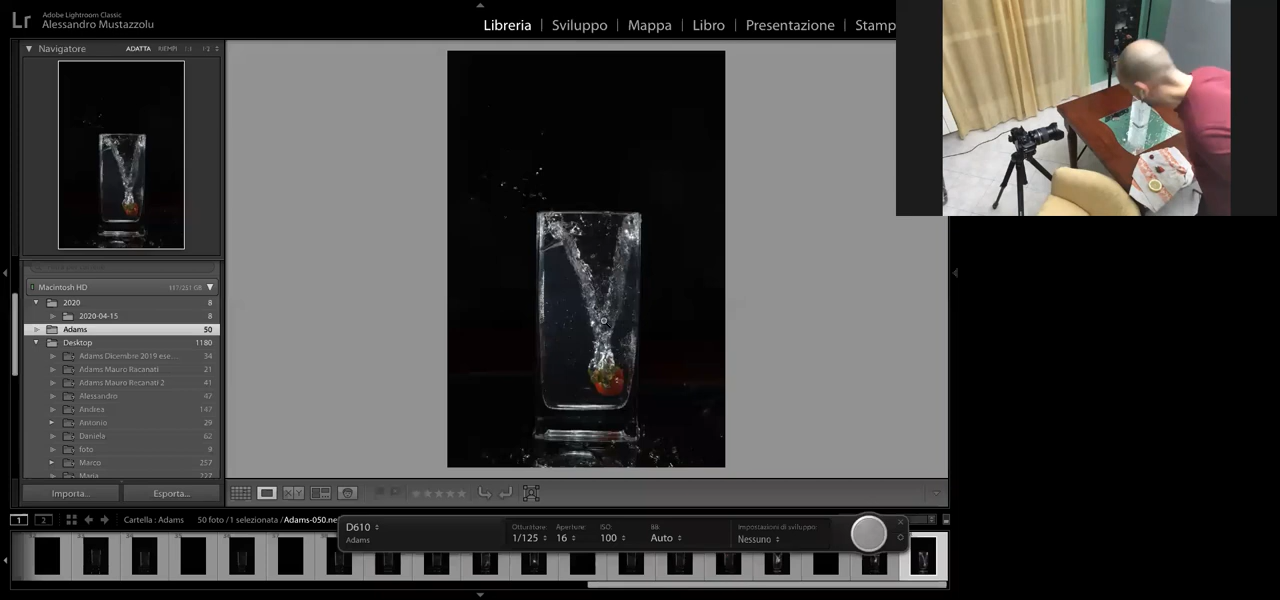 Lr
Adobe Lightroom Classic
Alessandro Mustazzolu
Libreria | Sviluppo | Mappa | Libro | Presentazione | Stamp
Navigatore ADATTA RIEMPI
Macintosh HD
2020 8
2020-04-15 8
Adams 50
Desktop 1180
Adams Dicembre 2019 ese... 34
Adams Mauro Racanati 21
Adams Mauro Recanati 2 41
Alessandro 47
Andrea 147
Antonio 29
Daniela 62
foto 9
Marco 257
Maria 227
Importa... Esporta...
X Y
1 2 Cartella : Adams 50 foto /1 selezionata /Adams-050.ne
D610
Adams
Otturatore: Apertura: ISO: BB: Impostazioni di sviluppo:
1/125 16 100 Auto Nessuno